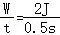 W/t = 2J/0.5s